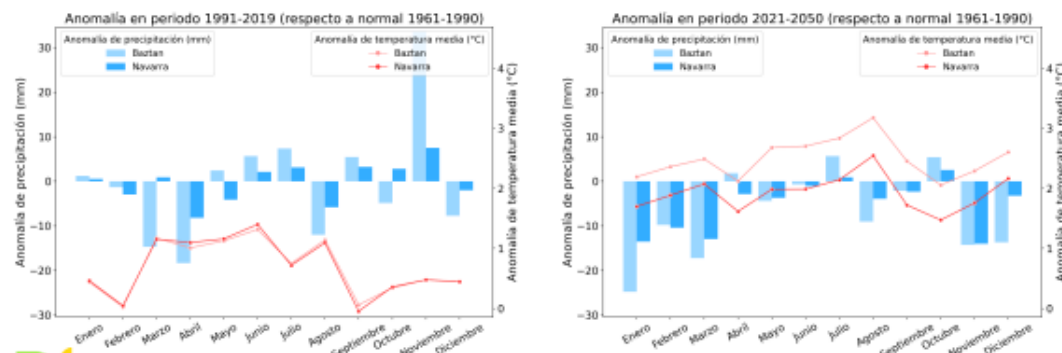 Anomalía en periodo 1991-2019 (respecto a normal 1961-1990)
Anomalía de precipitación (mm)
Baztan
Navarra
Anomalía de temperatura media (°C)
Baztan
Navarra
Anomalía de precipitación (mm)
30
20
10
0
−10
−20
−30
4
3
2
1
0
Anomalía de temperatura media (°C)
Enero
Febrero
Marzo
Abril
Mayo
Junio
Julio
Agosto
Septiembre
Octubre
Noviembre
Diciembre
Anomalía en periodo 2021-2050 (respecto a normal 1961-1990)
Anomalía de precipitación (mm)
Baztan
Navarra
Anomalía de temperatura media (°C)
Baztan
Navarra
Anomalía de precipitación (mm)
30
20
10
0
−10
−20
−30
4
3
2
1
0
Anomalía de temperatura media (°C)
Enero
Febrero
Marzo
Abril
Mayo
Junio
Julio
Agosto
Septiembre
Octubre
Noviembre
Diciembre